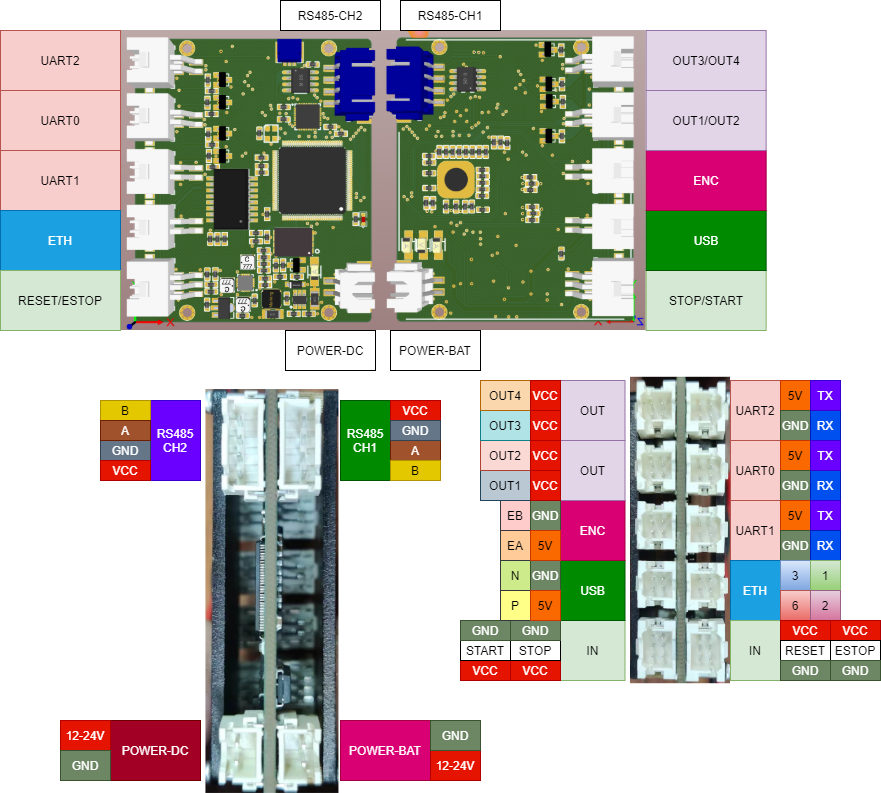 RS485-CH2
RS485-CH1
UART2
UART0
UART1
ETH
RESET/ESTOP
OUT3/OUT4
OUT1/OUT2
ENC
USB
STOP/START
X
X
Z
POWER-DC
POWER-BAT
B
A
GND
VCC
RS485
CH2
RS485
CH1
VCC
GND
A
B
12-24V
GND
POWER-DC
POWER-BAT
GND
12-24V
OUT4 VCC
OUT3 VCC
OUT
OUT2 VCC
OUT1 VCC
OUT
EB GND
EA 5V
ENC
N GND
P 5V
USB
GND GND
START STOP
VCC VCC
IN
UART2
5V TX
GND RX
UART0
5V TX
GND RX
UART1
5V TX
GND RX
ETH
3 1
6 2
IN
VCC VCC
RESET ESTOP
GND GND